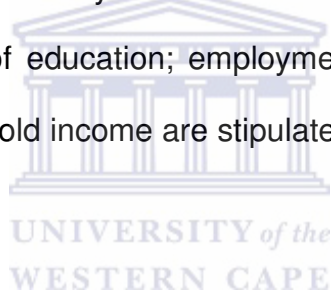 of education; employme
old income are stipulate
UNIVERSITY of the
WESTERN CAPE